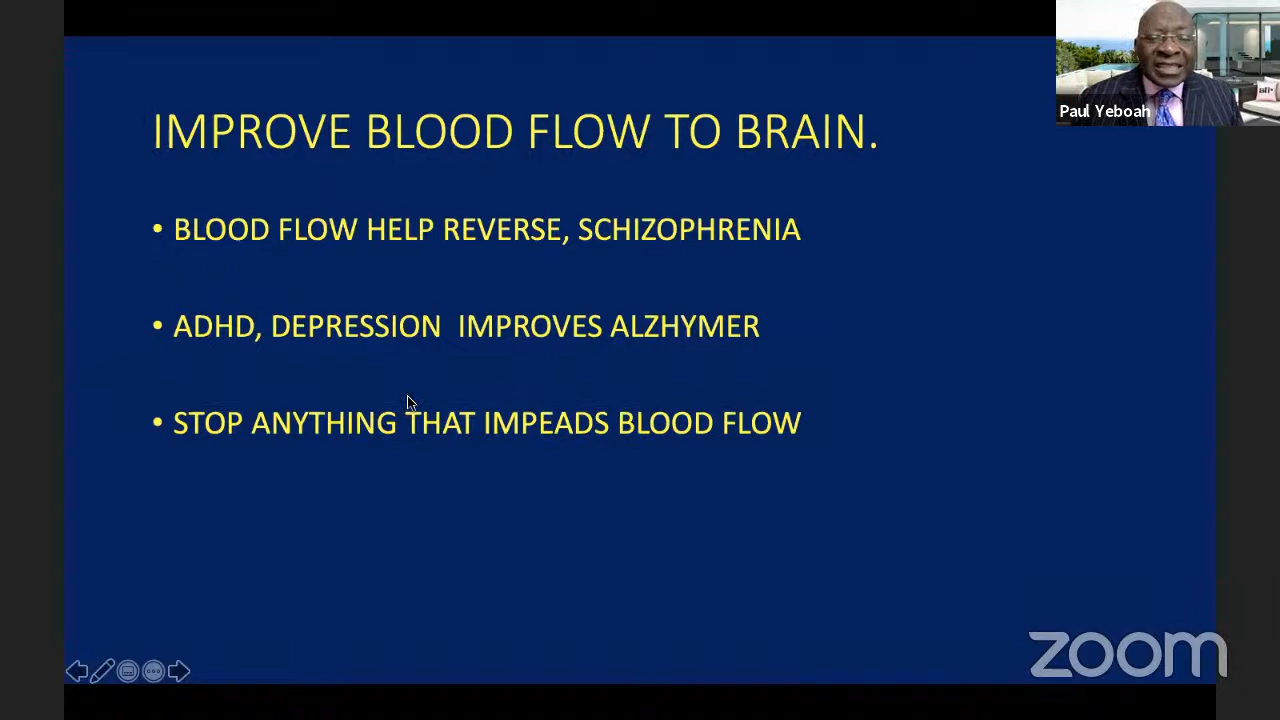 IMPROVE BLOOD FLOW TO BRAIN.
• BLOOD FLOW HELP REVERSE, SCHIZOPHRENIA
• ADHD, DEPRESSION  IMPROVES ALZHYMER
• STOP ANYTHING THAT IMPEADS BLOOD FLOW
Paul Yeboah
zoom